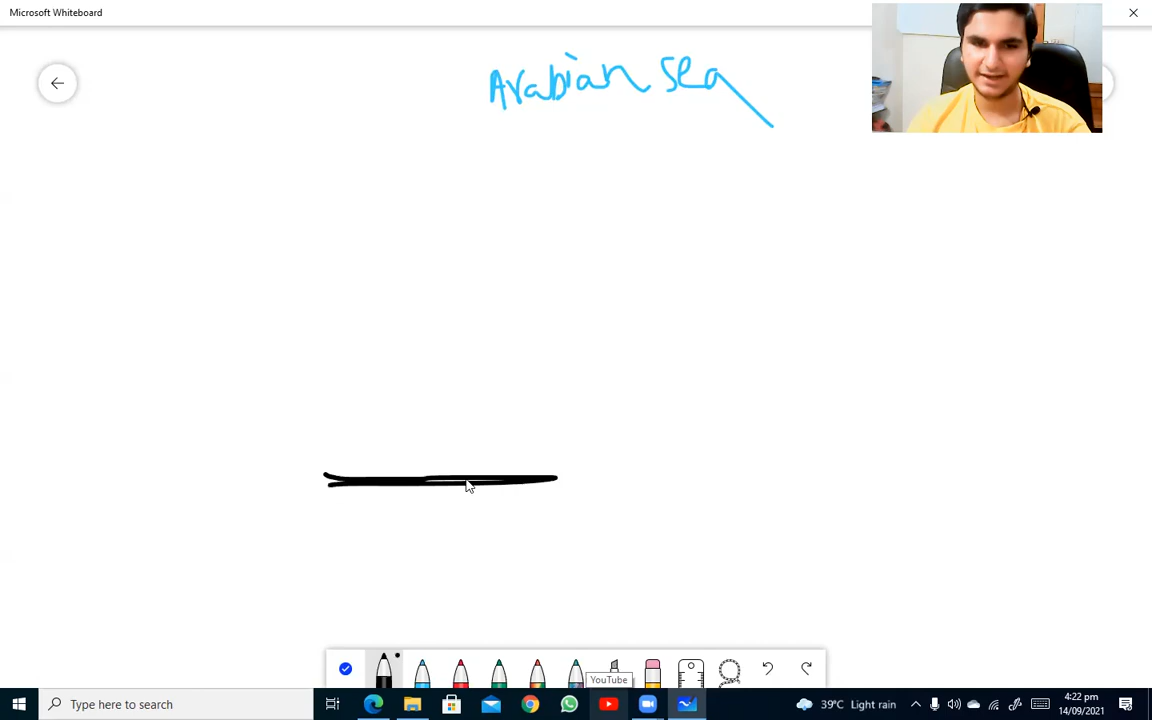 Microsoft Whiteboard
Arabian Sea
YouTube
Type here to search
39°C Light rain
4:22 pm
14/09/2021